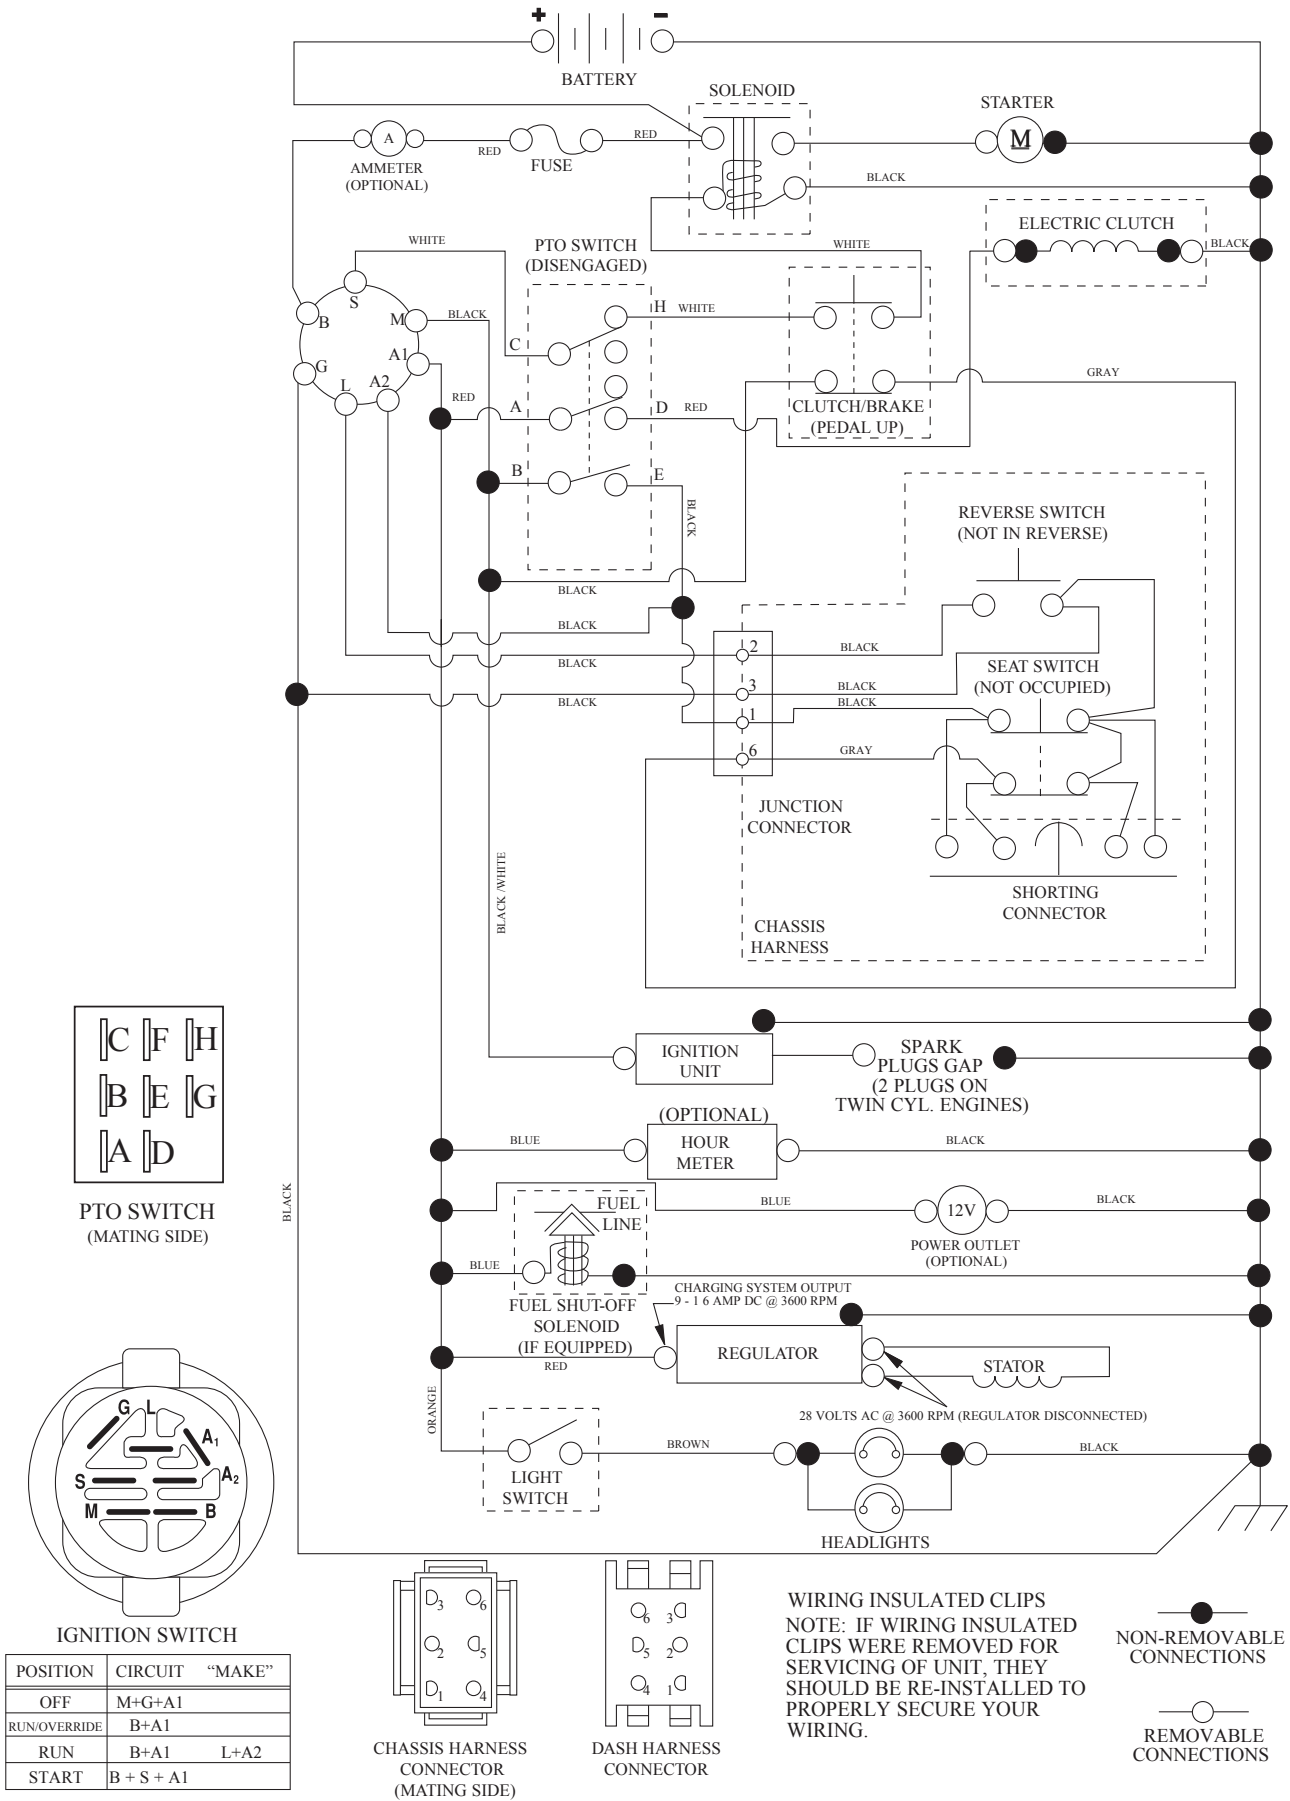 + −
BATTERY
SOLENOID
STARTER
A
RED
FUSE
RED
M
AMMETER
(OPTIONAL)
BLACK
ELECTRIC CLUTCH
WHITE
PTO SWITCH
(DISENGAGED)
WHITE
BLACK
S
B
M
BLACK
H WHITE
C
A1
G
L
A2
RED
A
D RED
GRAY
CLUTCH/BRAKE
(PEDAL UP)
B
E
BLACK
REVERSE SWITCH
(NOT IN REVERSE)
BLACK
BLACK
2
BLACK
BLACK
SEAT SWITCH
(NOT OCCUPIED)
3
BLACK
BLACK
BLACK
1
6
GRAY
JUNCTION
CONNECTOR
BLACK /WHITE
SHORTING
CONNECTOR
CHASSIS
HARNESS
C F H
B E G
A D
PTO SWITCH
(MATING SIDE)
IGNITION
UNIT
SPARK
PLUGS GAP
(2 PLUGS ON
TWIN CYL. ENGINES)
(OPTIONAL)
BLUE
HOUR
METER
BLACK
BLACK
FUEL
LINE
BLUE
12V
BLACK
POWER OUTLET
(OPTIONAL)
BLUE
FUEL SHUT-OFF
SOLENOID
(IF EQUIPPED)
CHARGING SYSTEM OUTPUT
9 - 1 6 AMP DC @ 3600 RPM
RED
REGULATOR
STATOR
ORANGE
28 VOLTS AC @ 3600 RPM (REGULATOR DISCONNECTED)
BROWN
BLACK
LIGHT
SWITCH
HEADLIGHTS
G L
A1
S
A2
M B
IGNITION SWITCH
POSITION CIRCUIT “MAKE”
OFF M+G+A1
RUN/OVERRIDE B+A1
RUN B+A1 L+A2
START B + S + A1
3 6
2 5
1 4
CHASSIS HARNESS
CONNECTOR
(MATING SIDE)
6 3
5 2
4 1
DASH HARNESS
CONNECTOR
WIRING INSULATED CLIPS
NOTE: IF WIRING INSULATED
CLIPS WERE REMOVED FOR
SERVICING OF UNIT, THEY
SHOULD BE RE-INSTALLED TO
PROPERLY SECURE YOUR
WIRING.
NON-REMOVABLE
CONNECTIONS
REMOVABLE
CONNECTIONS